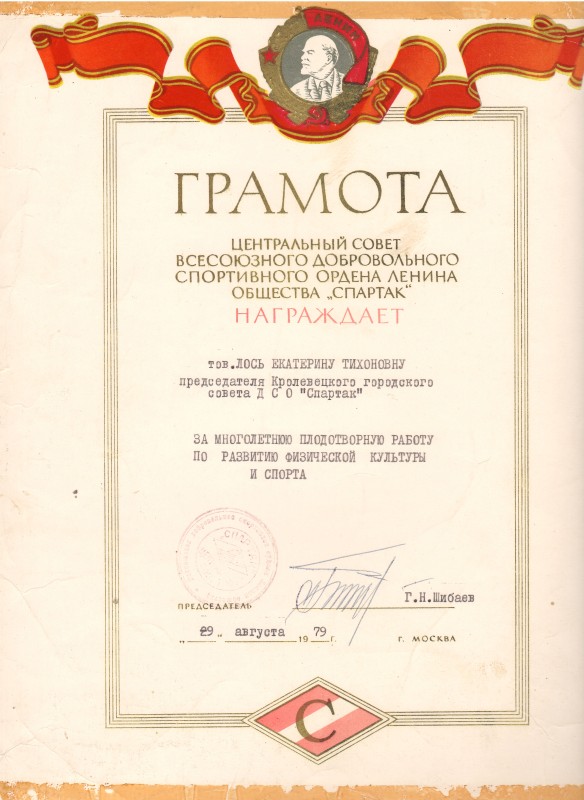 ЛЕНИН
ГРАМОТА
ЦЕНТРАЛЬНЫЙ СОВЕТ
ВСЕСОЮЗНОГО ДОБРОВОЛЬНОГО
СПОРТИВНОГО ОРДЕНА ЛЕНИНА
ОБЩЕСТВА „СПАРТАК"
НАГРАЖДАЕТ
тов.ЛОСЬ ЕКАТЕРИНУ ТИХОНОВНУ
председателя Кролевецкого городского
совета Д С О "Спартак"
ЗА МНОГОЛЕТНЮЮ ПЛОДОТВОРНУЮ РАБОТУ
ПО РАЗВИТИЮ ФИЗИЧЕСКОЙ КУЛЬТУРЫ
И СПОРТА
ПРЕДСЕДАТЕЛЬ Г.Н.Шибаев
„29„ августа 1979 г. г. МОСКВА
С